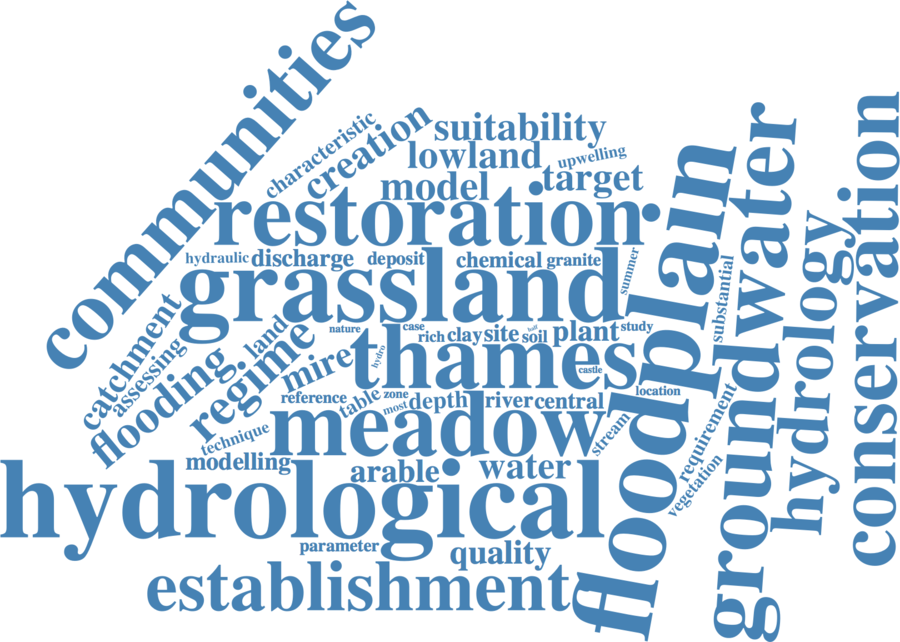 communities
characteristic
creation
suitability
lowland
upwelling
model
target
restoration
hydraulic
discharge
deposit
chemical
granite
summer
grassland
floodplain
groundwater
conservation
hydrology
substantial
catchment
assessing
flooding
land
regime
nature
case
rich
clay
site
soil
plant
study
hydro
mire
thames
castle
location
reference
table
zone
most
depth
river
central
stream
requirement
vegetation
technique
meadow
modelling
arable
water
hydrological
parameter
quality
establishment